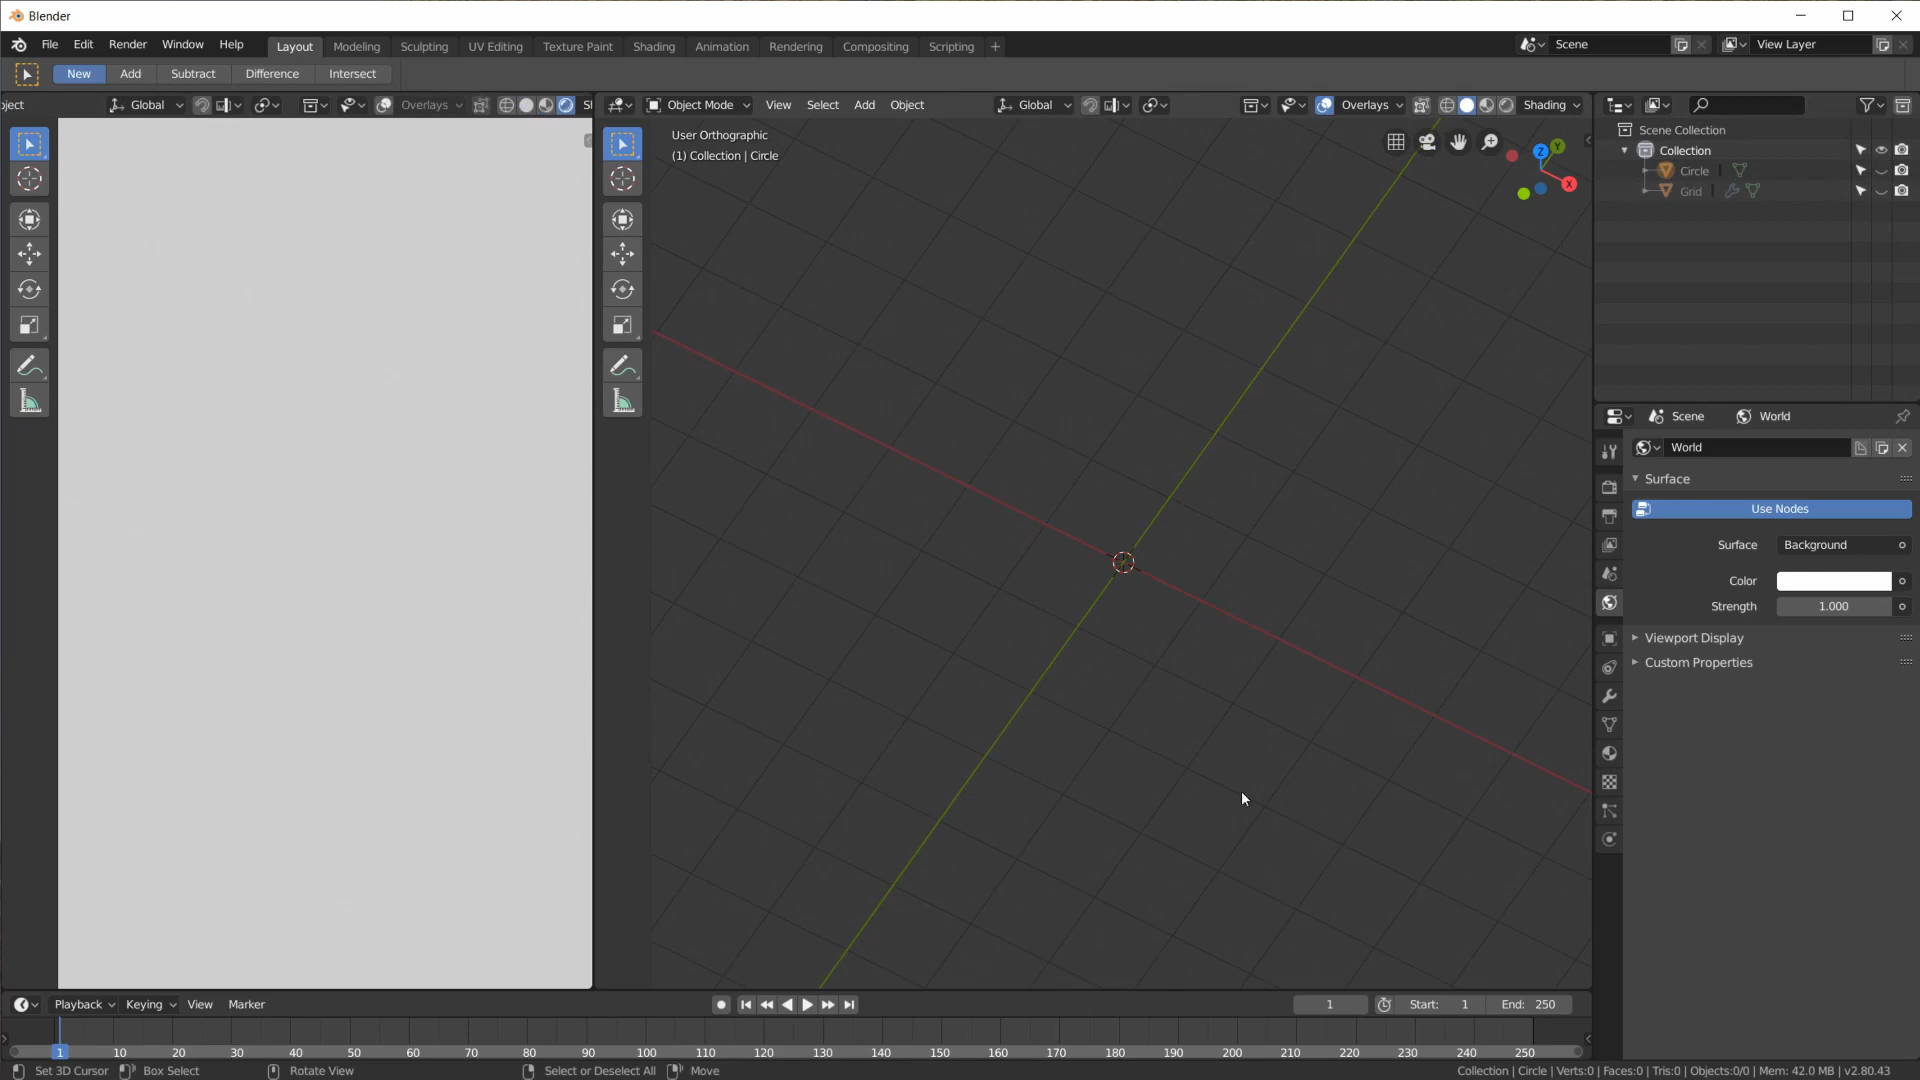 Blender
File Edit Render Window Help Layout Modeling Sculpting UV Editing Texture Paint Shading Animation Rendering Compositing Scripting + Scene View Layer
New Add Subtract Difference Intersect
ject Global Overlays Object Mode View Select Add Object Global Overlays Shading
User Orthographic
(1) Collection | Circle
Z Y X
Scene Collection
Collection
Circle
Grid
Scene World
World
Surface
Use Nodes
Surface Background
Color
Strength 1.000
Viewport Display
Custom Properties
Playback Keying View Marker 1 Start: 1 End: 250
1 10 20 30 40 50 60 70 80 90 100 110 120 130 140 150 160 170 180 190 200 210 220 230 240 250
Set 3D Cursor Box Select Rotate View Select or Deselect All Move Collection | Circle | Verts:0 | Faces:0 | Tris:0 | Objects:0/0 | Mem: 42.0 MB | v2.80.43